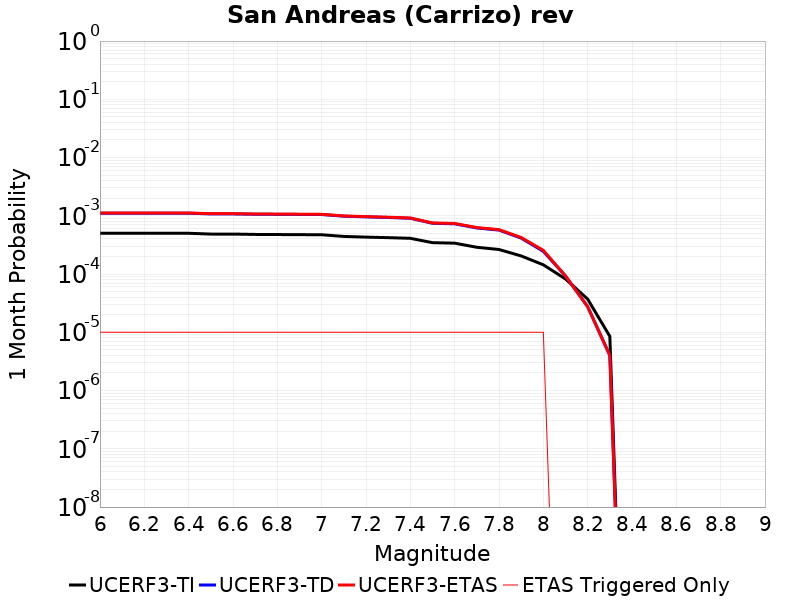 San Andreas (Carrizo) rev
1 Month Probability
10^0
10^-1
10^-2
10^-3
10^-4
10^-5
10^-6
10^-7
10^-8
6 6.2 6.4 6.6 6.8 7 7.2 7.4 7.6 7.8 8 8.2 8.4 8.6 8.8 9
Magnitude
UCERF3-TI UCERF3-TD UCERF3-ETAS ETAS Triggered Only